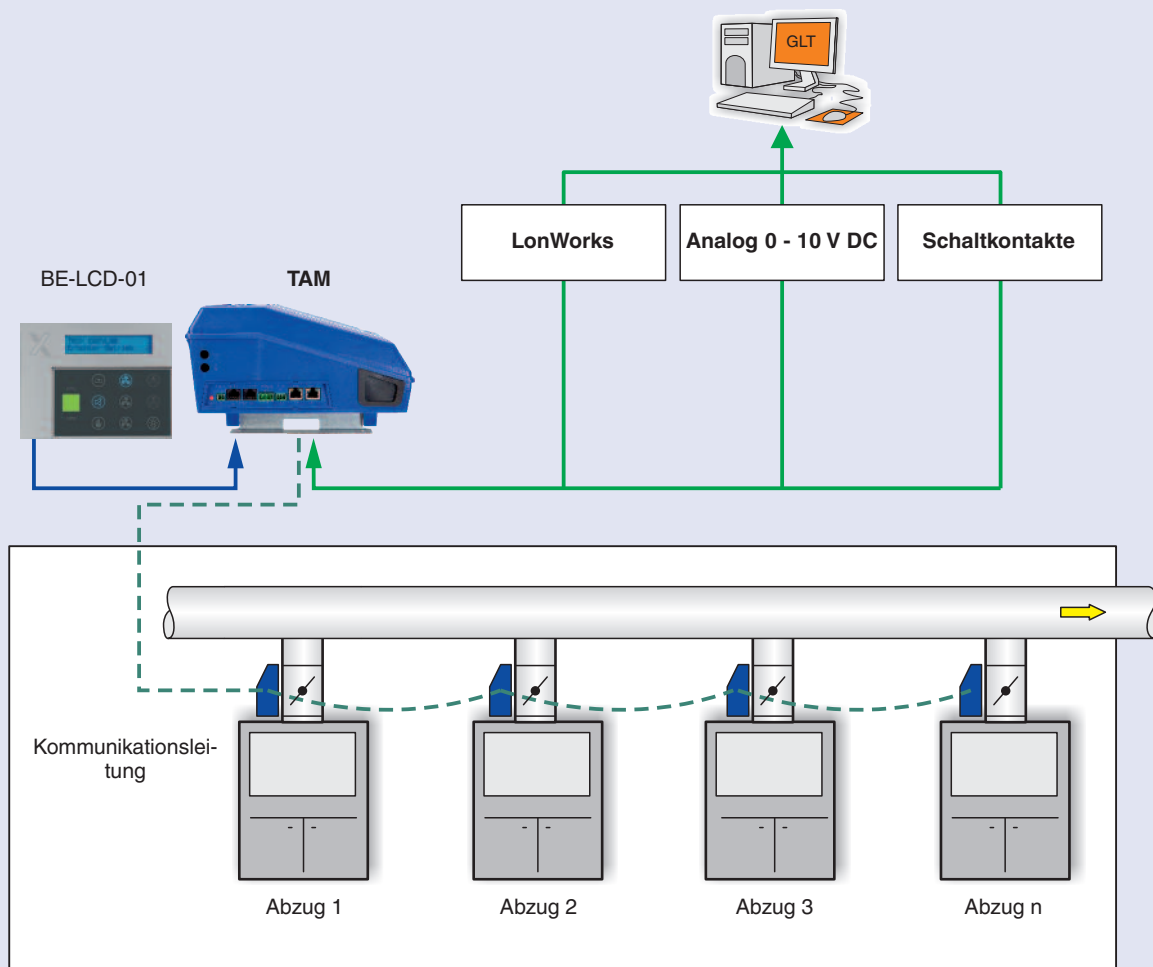 GLT
LonWorks
Analog 0 - 10 V DC
Schaltkontakte
BE-LCD-01
TAM
Kommunikationslei-
tung
Abzug 1
Abzug 2
Abzug 3
Abzug n